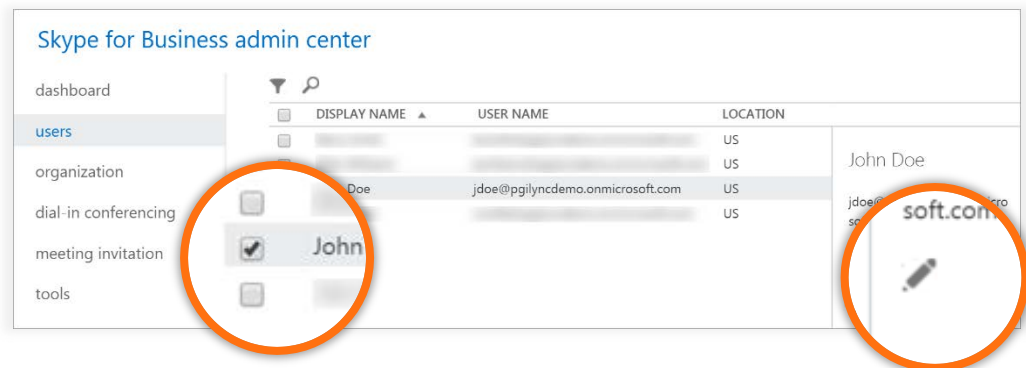 Skype for Business admin center
dashboard
users
organization
dial-in conferencing
meeting invitation
tools
DISPLAY NAME USER NAME LOCATION
US
US
Doe jdoe@pgilyncdemo.onmicrosoft.com US
US
John
John Doe
soft.com